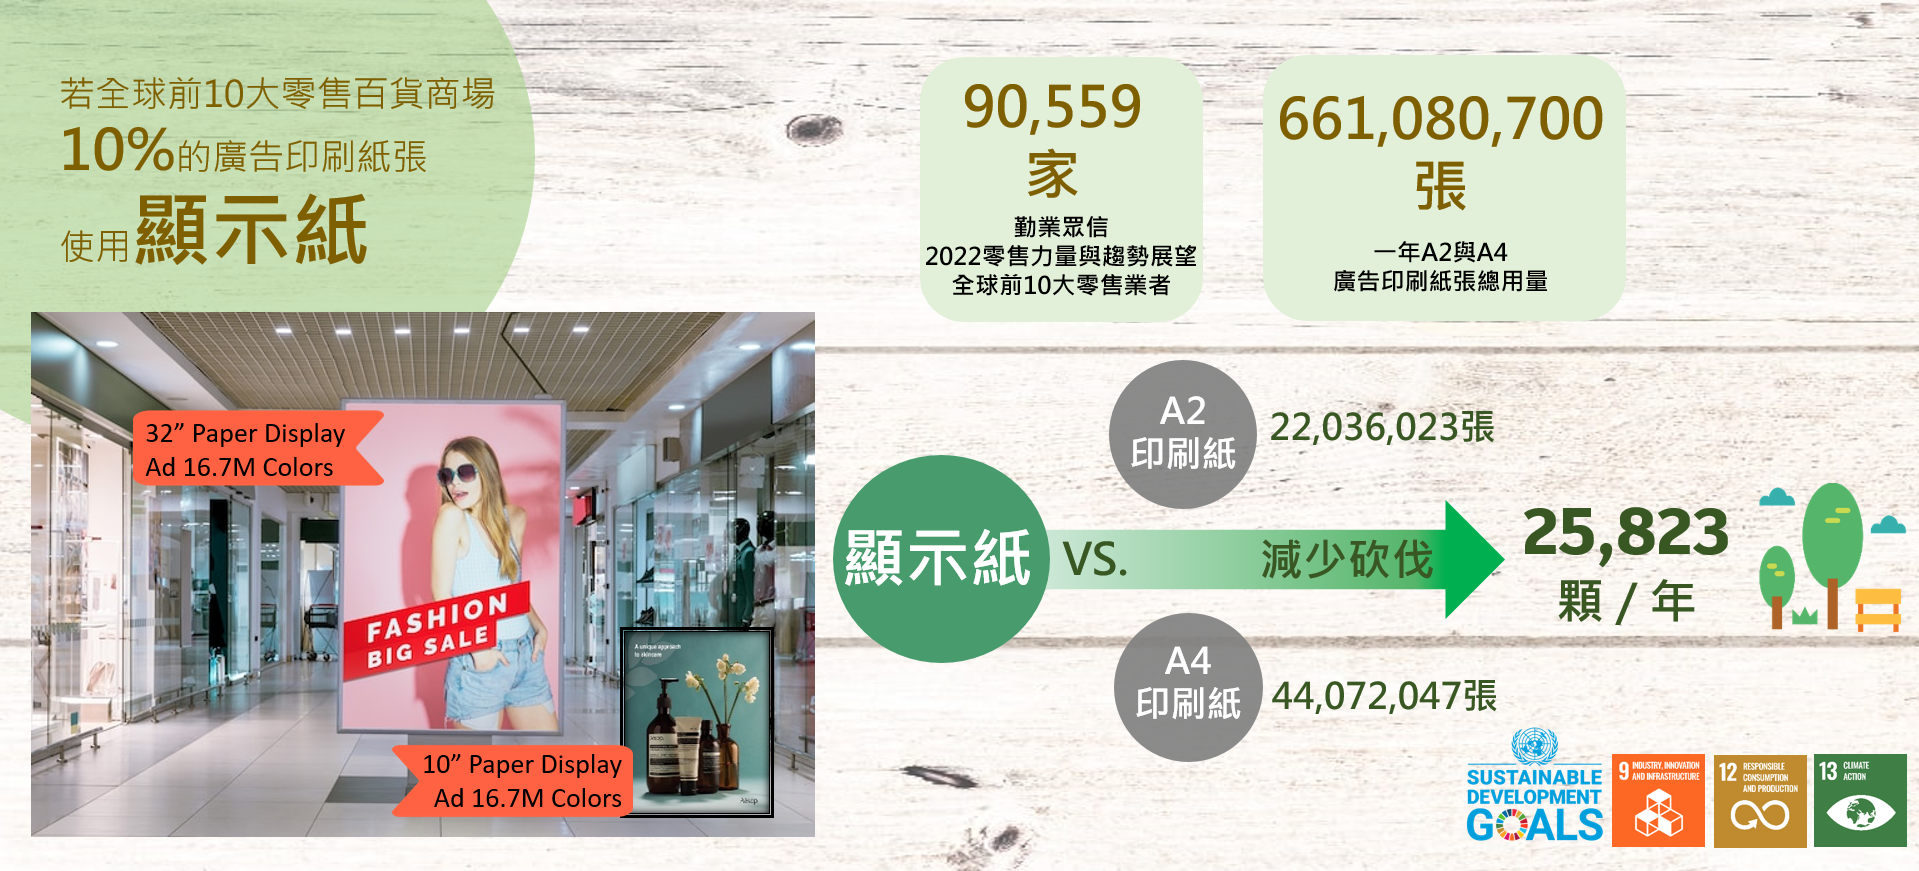 若全球前10大零售百貨商場
10%的廣告印刷紙張
使用顯示紙
90,559
家
勤業眾信
2022零售力量與趨勢展望
全球前10大零售業者
661,080,700
張
一年A2與A4
廣告印刷紙張總用量
32” Paper Display
Ad 16.7M Colors
FASHION
BIG SALE
A unique approach
to skincare
Aesop.
10” Paper Display
Ad 16.7M Colors
A2
印刷紙
22,036,023張
顯示紙
VS.
減少砍伐
25,823
顆 / 年
A4
印刷紙
44,072,047張
SUSTAINABLE
DEVELOPMENT
GOALS
9 INDUSTRY, INNOVATION
AND INFRASTRUCTURE
12 RESPONSIBLE
CONSUMPTION
AND PRODUCTION
13 CLIMATE
ACTION